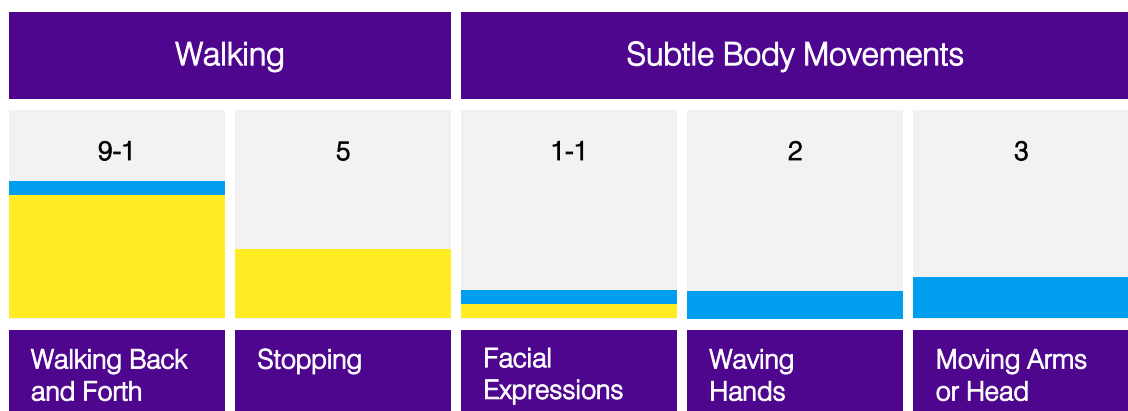 Walking
Subtle Body Movements
9-1
5
1-1
2
3
Walking Back
and Forth
Stopping
Facial
Expressions
Waving
Hands
Moving Arms
or Head